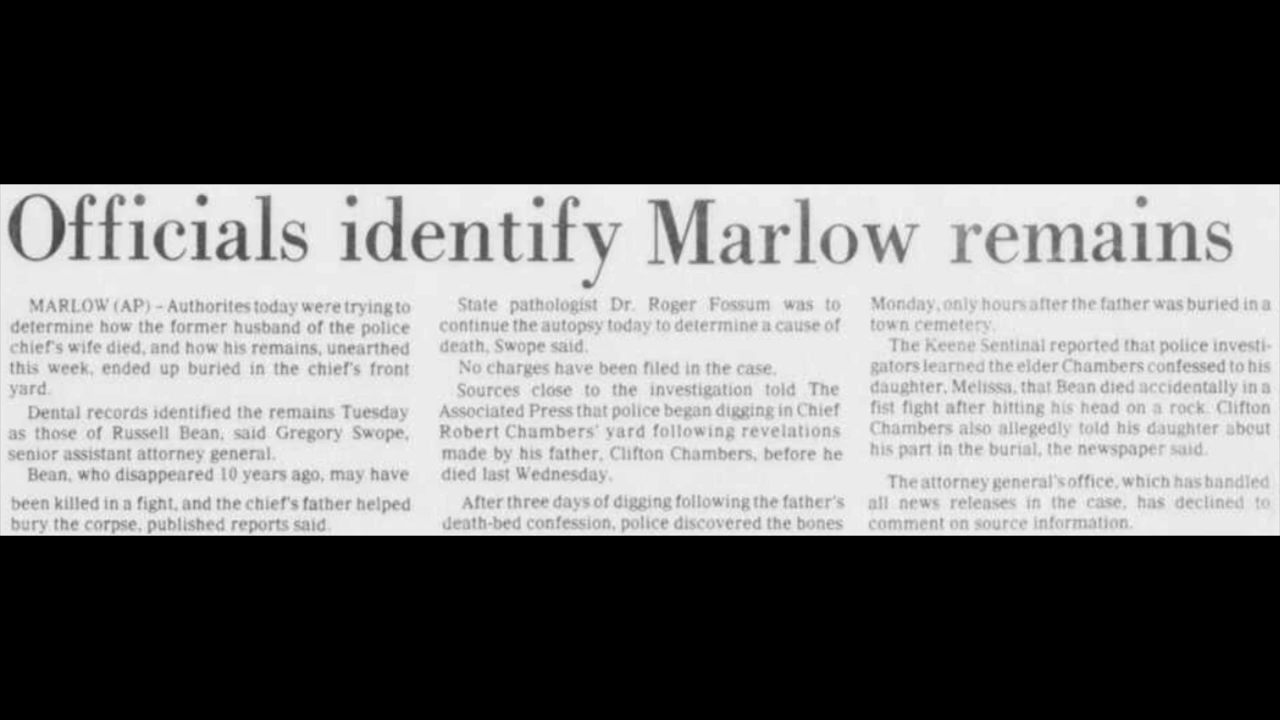 Officials identify Marlow remains
MARLOW (AP) – Authorites today were trying to
determine how the former husband of the police
chief's wife died, and how his remains, unearthed
this week, ended up buried in the chief's front
yard.
Dental records identified the remains Tuesday
as those of Russell Bean, said Gregory Swope,
senior assistant attorney general.
Bean, who disappeared 10 years ago, may have
been killed in a fight, and the chief's father helped
bury the corpse, published reports said.
State pathologist Dr. Roger Fossum was to
continue the autopsy today to determine a cause of
death, Swope said.
No charges have been filed in the case.
Sources close to the investigation told The
Associated Press that police began digging in Chief
Robert Chambers' yard following revelations
made by his father, Clifton Chambers, before he
died last Wednesday.
After three days of digging following the father's
death-bed confession, police discovered the bones
Monday, only hours after the father was buried in a
town cemetery.
The Keene Sentinal reported that police investi-
gators learned the elder Chambers confessed to his
daughter, Melissa, that Bean died accidentally in a
fist fight after hitting his head on a rock. Clifton
Chambers also allegedly told his daughter about
his part in the burial, the newspaper said.
The attorney general's office, which has handled
all news releases in the case, has declined to
comment on source information.